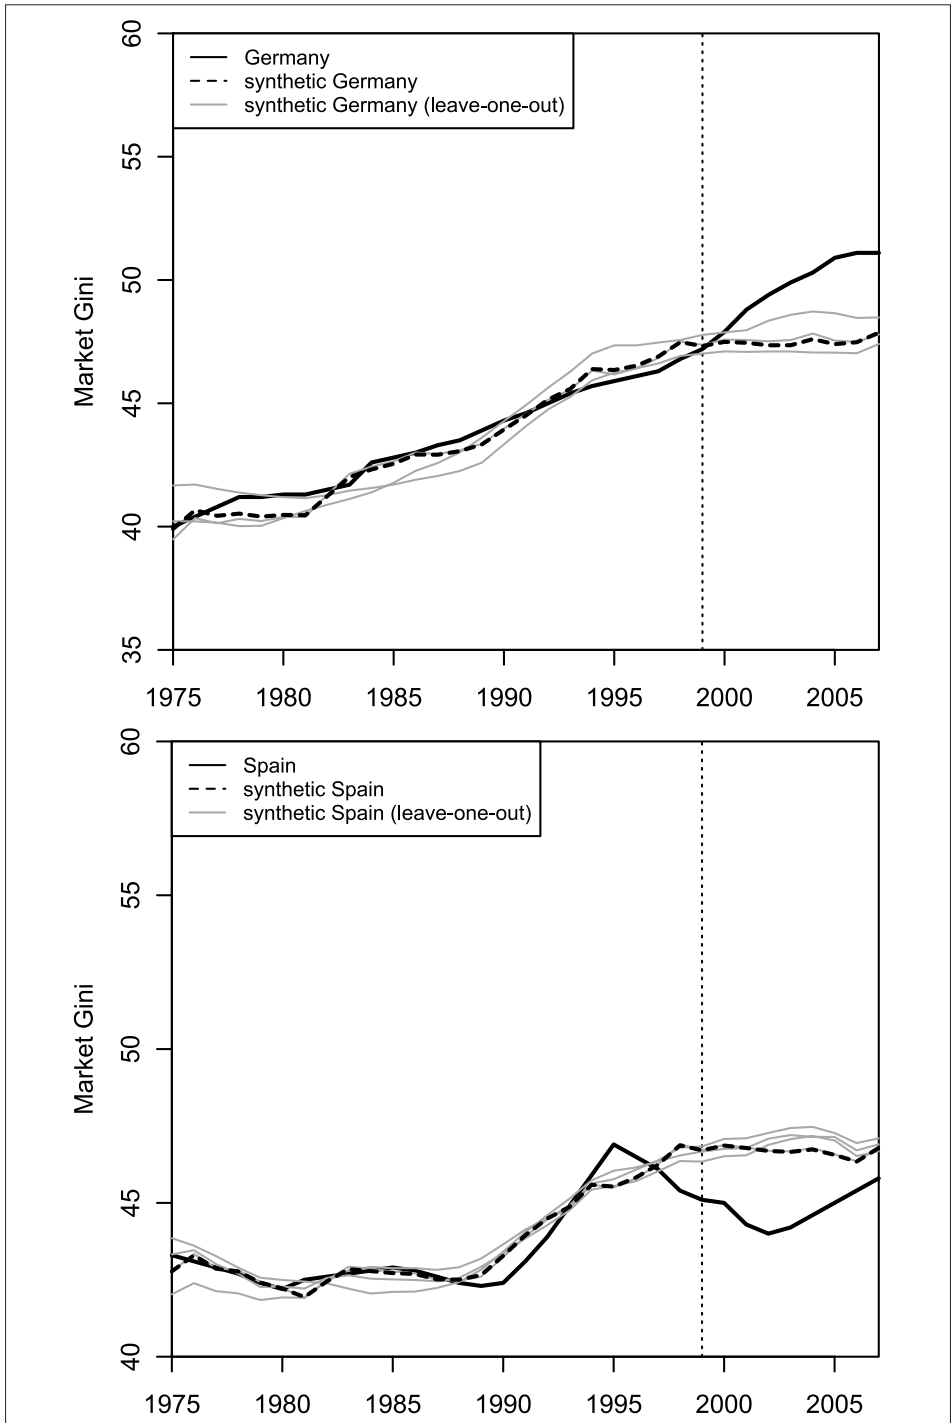 60
Germany
synthetic Germany
synthetic Germany (leave-one-out)
55
50
Market Gini
45
40
35
1975 1980 1985 1990 1995 2000 2005
60
Spain
synthetic Spain
synthetic Spain (leave-one-out)
55
50
Market Gini
45
40
1975 1980 1985 1990 1995 2000 2005